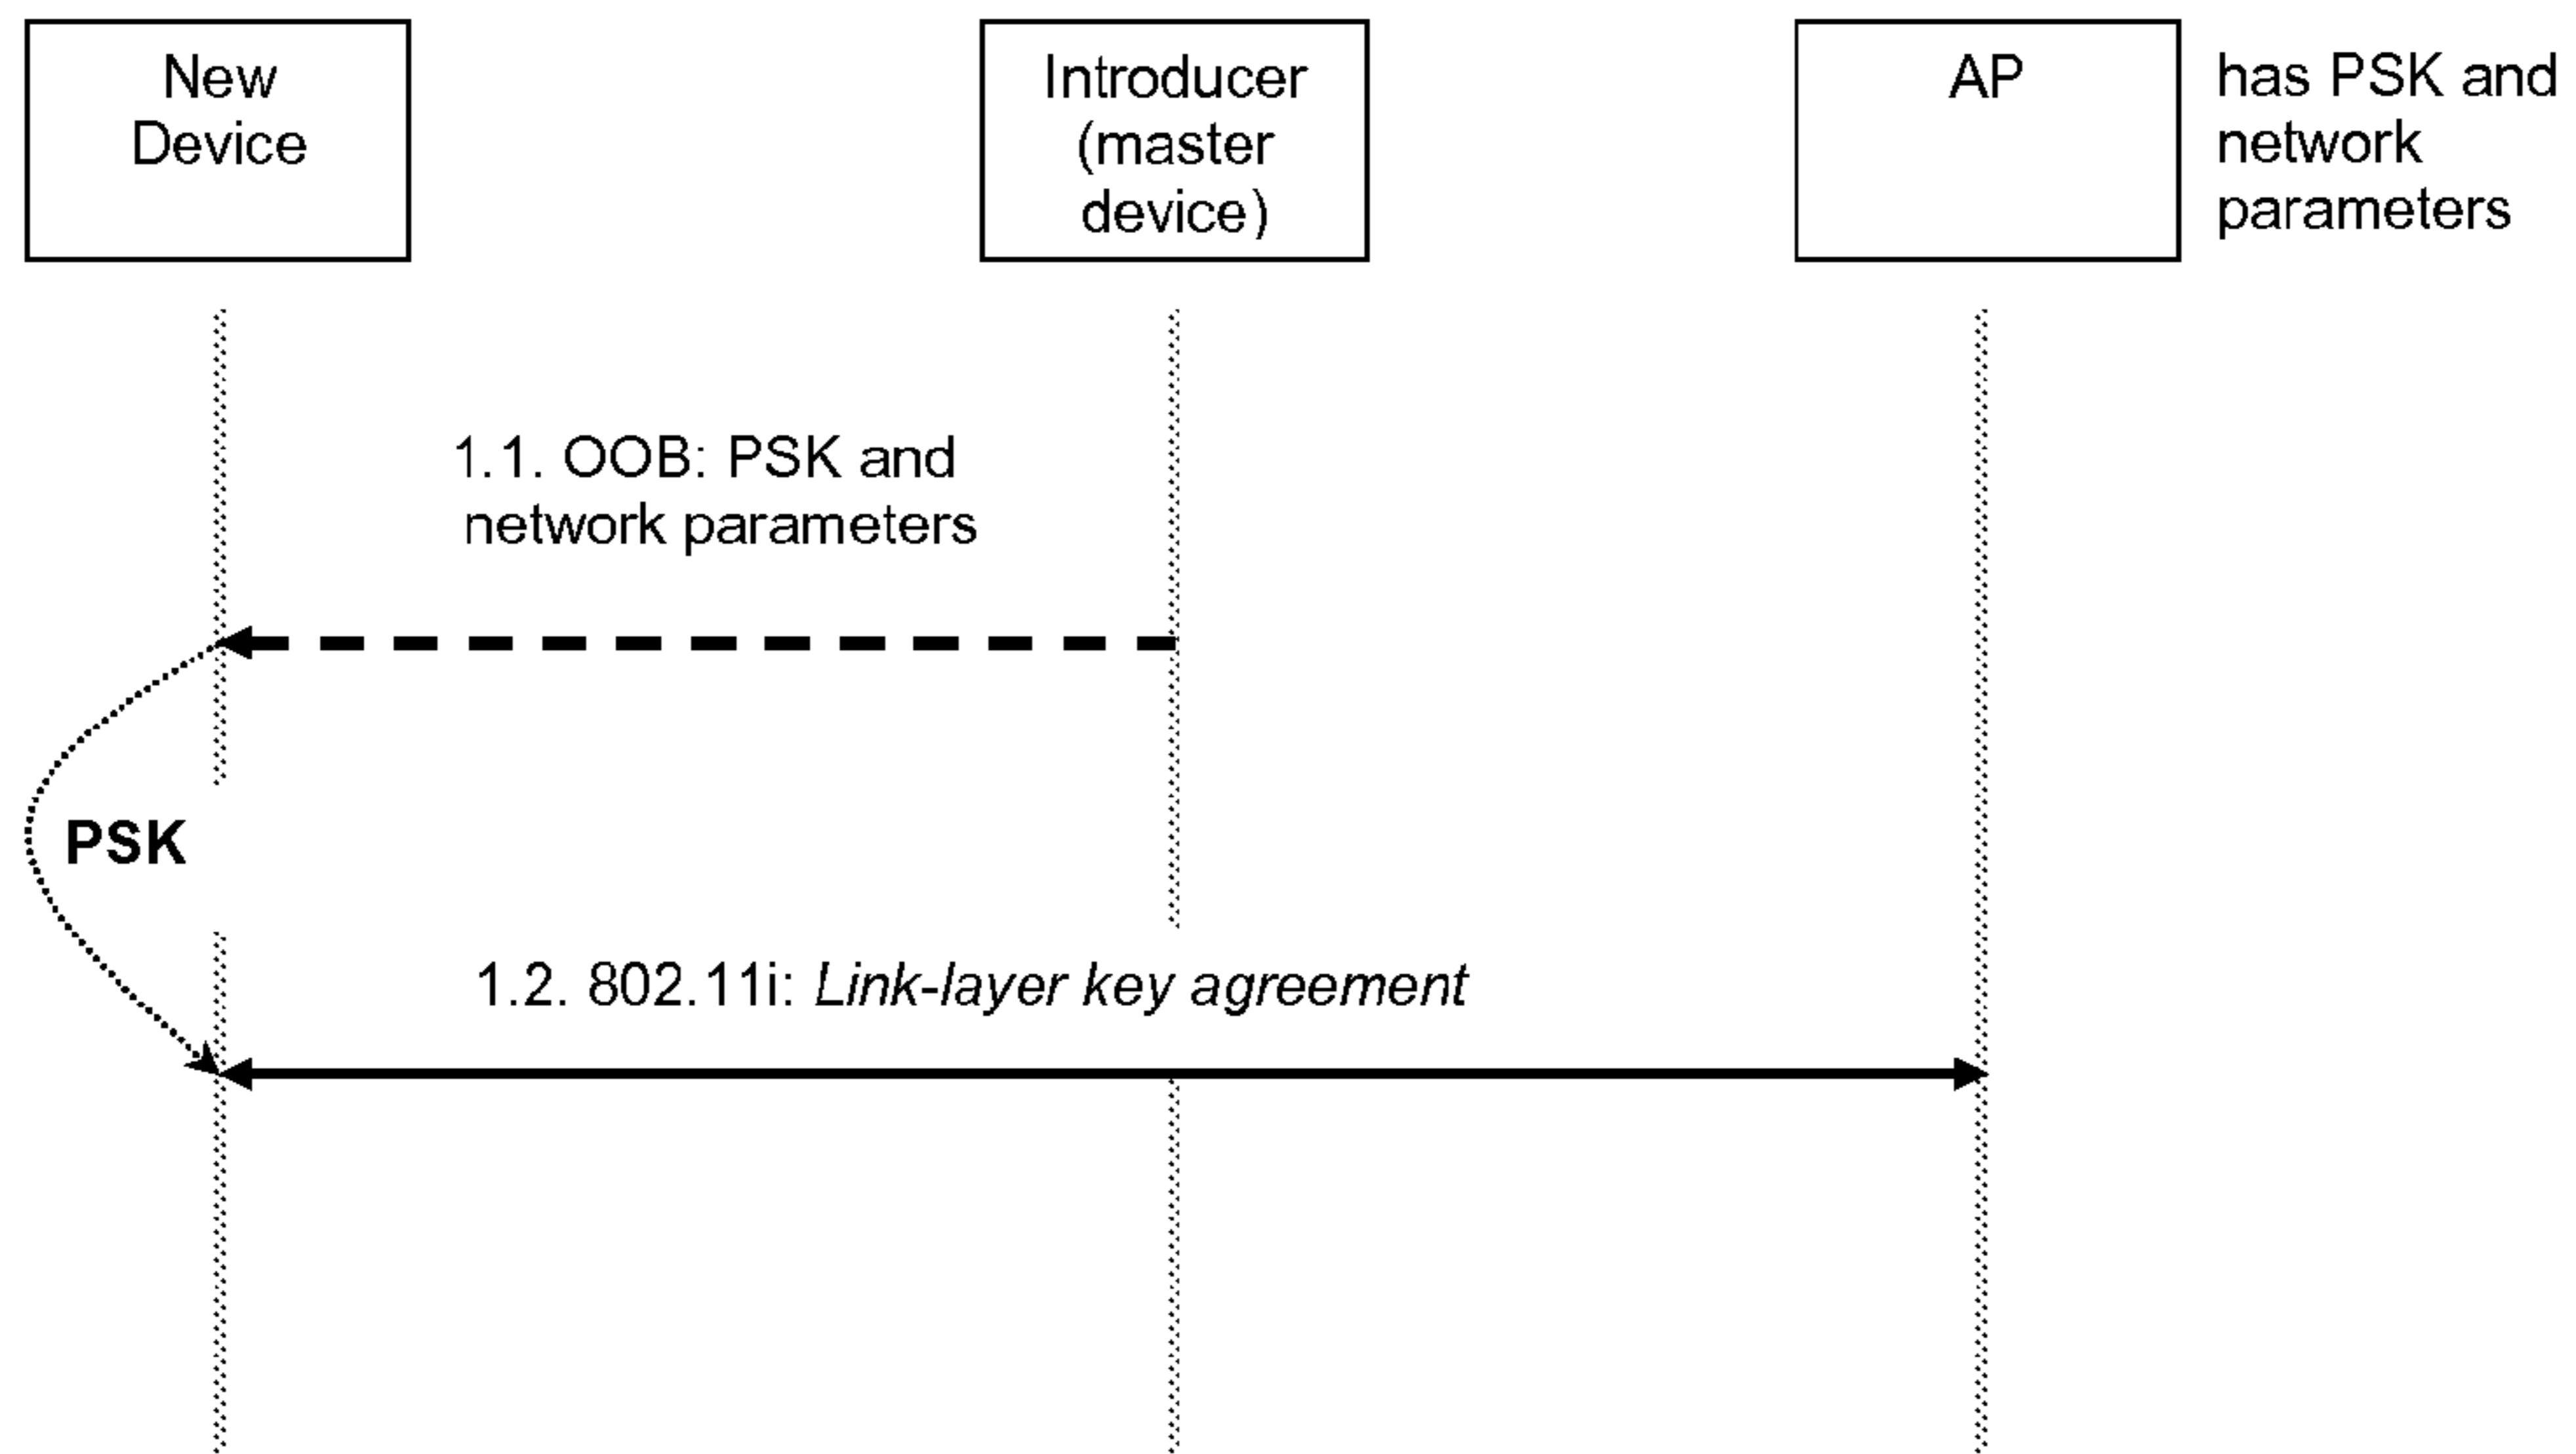 New
Device
Introducer
(master
device)
AP
has PSK and
network
parameters
1.1. OOB: PSK and
network parameters
PSK
1.2. 802.11i: Link-layer key agreement